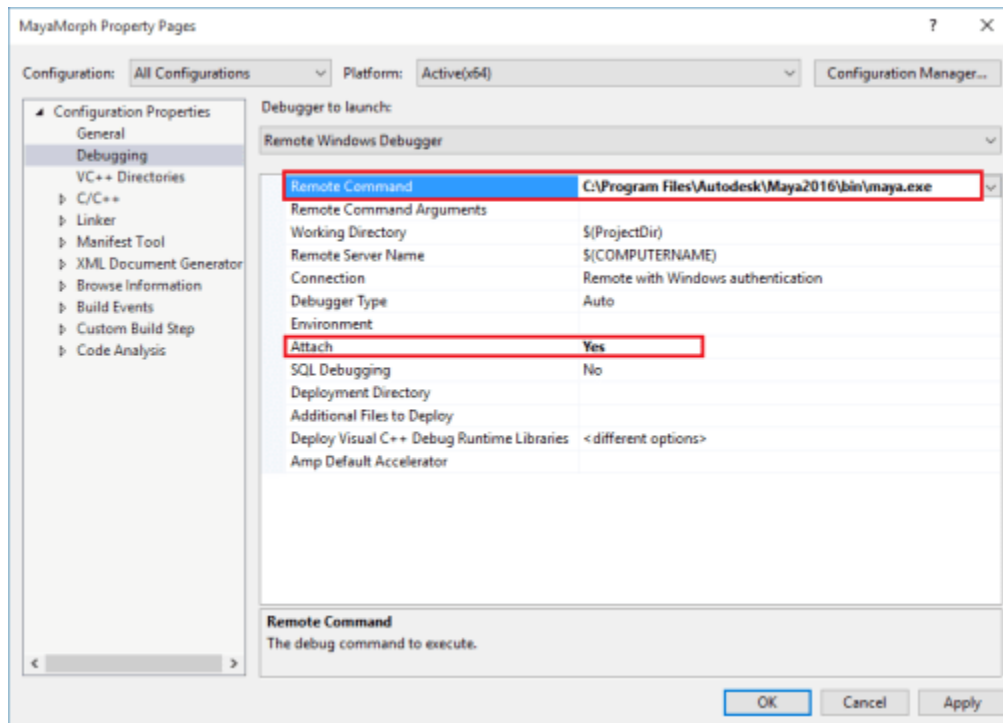 MayaMorph Property Pages
?
Configuration: All Configurations Platform: Active(x64) Configuration Manager...
Configuration Properties
General
Debugging
VC++ Directories
C/C++
Linker
Manifest Tool
XML Document Generator
Browse Information
Build Events
Custom Build Step
Code Analysis
Debugger to launch:
Remote Windows Debugger
Remote Command C:\Program Files\Autodesk\Maya2016\bin\maya.exe
Remote Command Arguments
Working Directory $(ProjectDir)
Remote Server Name $(COMPUTERNAME)
Connection Remote with Windows authentication
Debugger Type Auto
Environment
Attach Yes
SQL Debugging No
Deployment Directory
Additional Files to Deploy
Deploy Visual C++ Debug Runtime Libraries <different options>
Amp Default Accelerator
Remote Command
The debug command to execute.
OK Cancel Apply